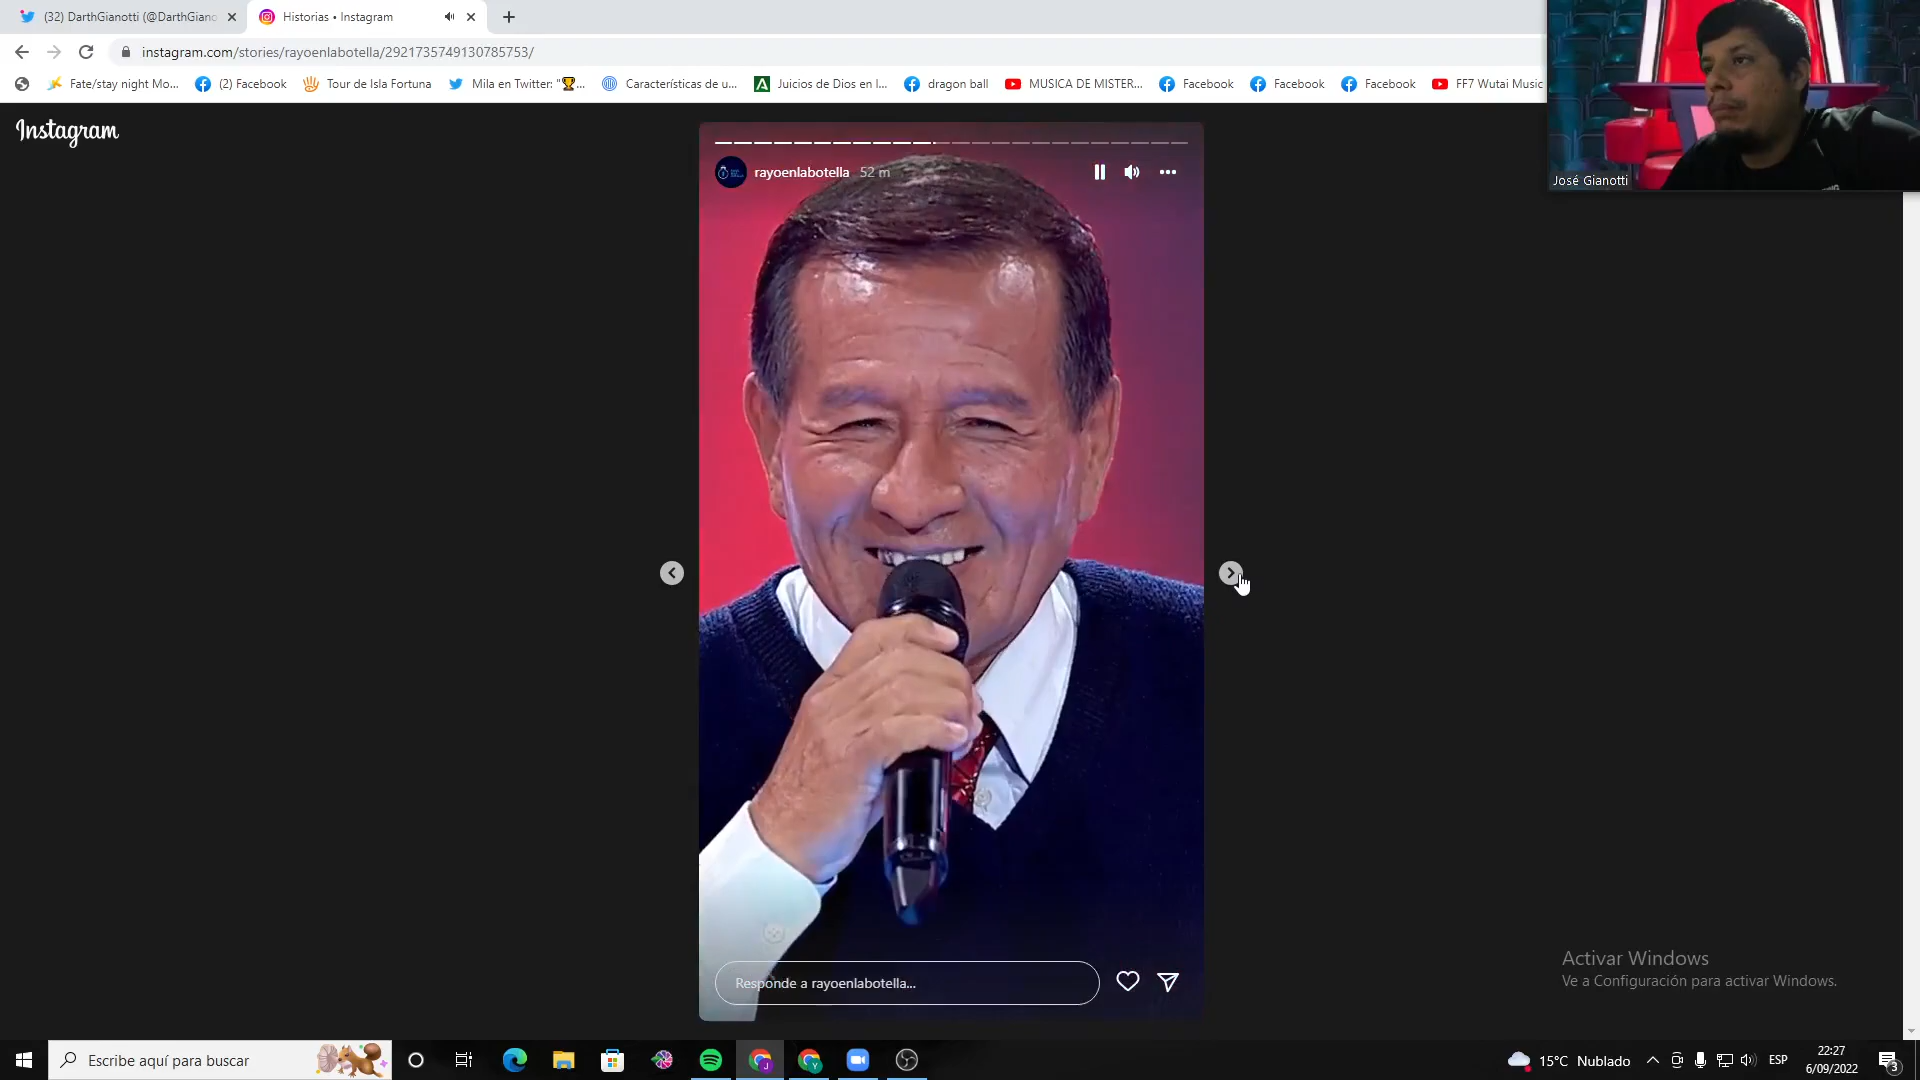 (32) DarthGianotti (@DarthGiano
Historias • Instagram
instagram.com/stories/rayoenlabotella/2921735749130785753/
Fate/stay night Mo...
(2) Facebook
Tour de Isla Fortuna
Mila en Twitter: "🏆...
Características de u...
Juicios de Dios en l...
dragon ball
MUSICA DE MISTER...
Facebook
Facebook
Facebook
FF7 Wutai Music
Instagram
rayoenlabotella 52 m
José Gianotti
Responde a rayoenlabotella...
Activar Windows
Ve a Configuración para activar Windows.
Escribe aquí para buscar
15°C Nublado
ESP
22:27
6/09/2022
3